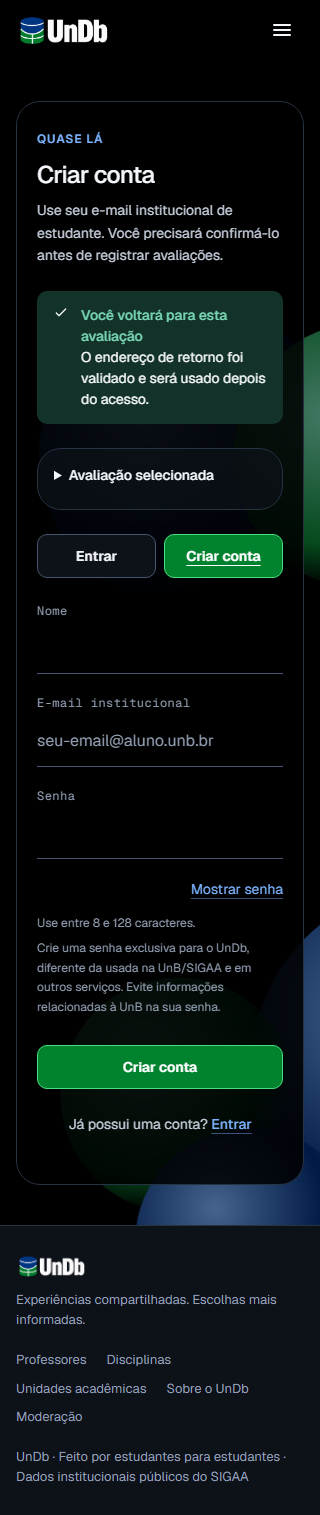 UnDb
QUASE LÁ
Criar conta
Use seu e-mail institucional de
estudante. Você precisará confirmá-lo
antes de registrar avaliações.
Você voltará para esta
avaliação
O endereço de retorno foi
validado e será usado depois
do acesso.
Avaliação selecionada
Entrar
Criar conta
Nome
E-mail institucional
seu-email@aluno.unb.br
Senha
Mostrar senha
Use entre 8 e 128 caracteres.
Crie uma senha exclusiva para o UnDb,
diferente da usada na UnB/SIGAA e em
outros serviços. Evite informações
relacionadas à UnB na sua senha.
Criar conta
Já possui uma conta? Entrar
UnDb
Experiências compartilhadas. Escolhas mais
informadas.
Professores Disciplinas
Unidades acadêmicas Sobre o UnDb
Moderação
UnDb · Feito por estudantes para estudantes ·
Dados institucionais públicos do SIGAA